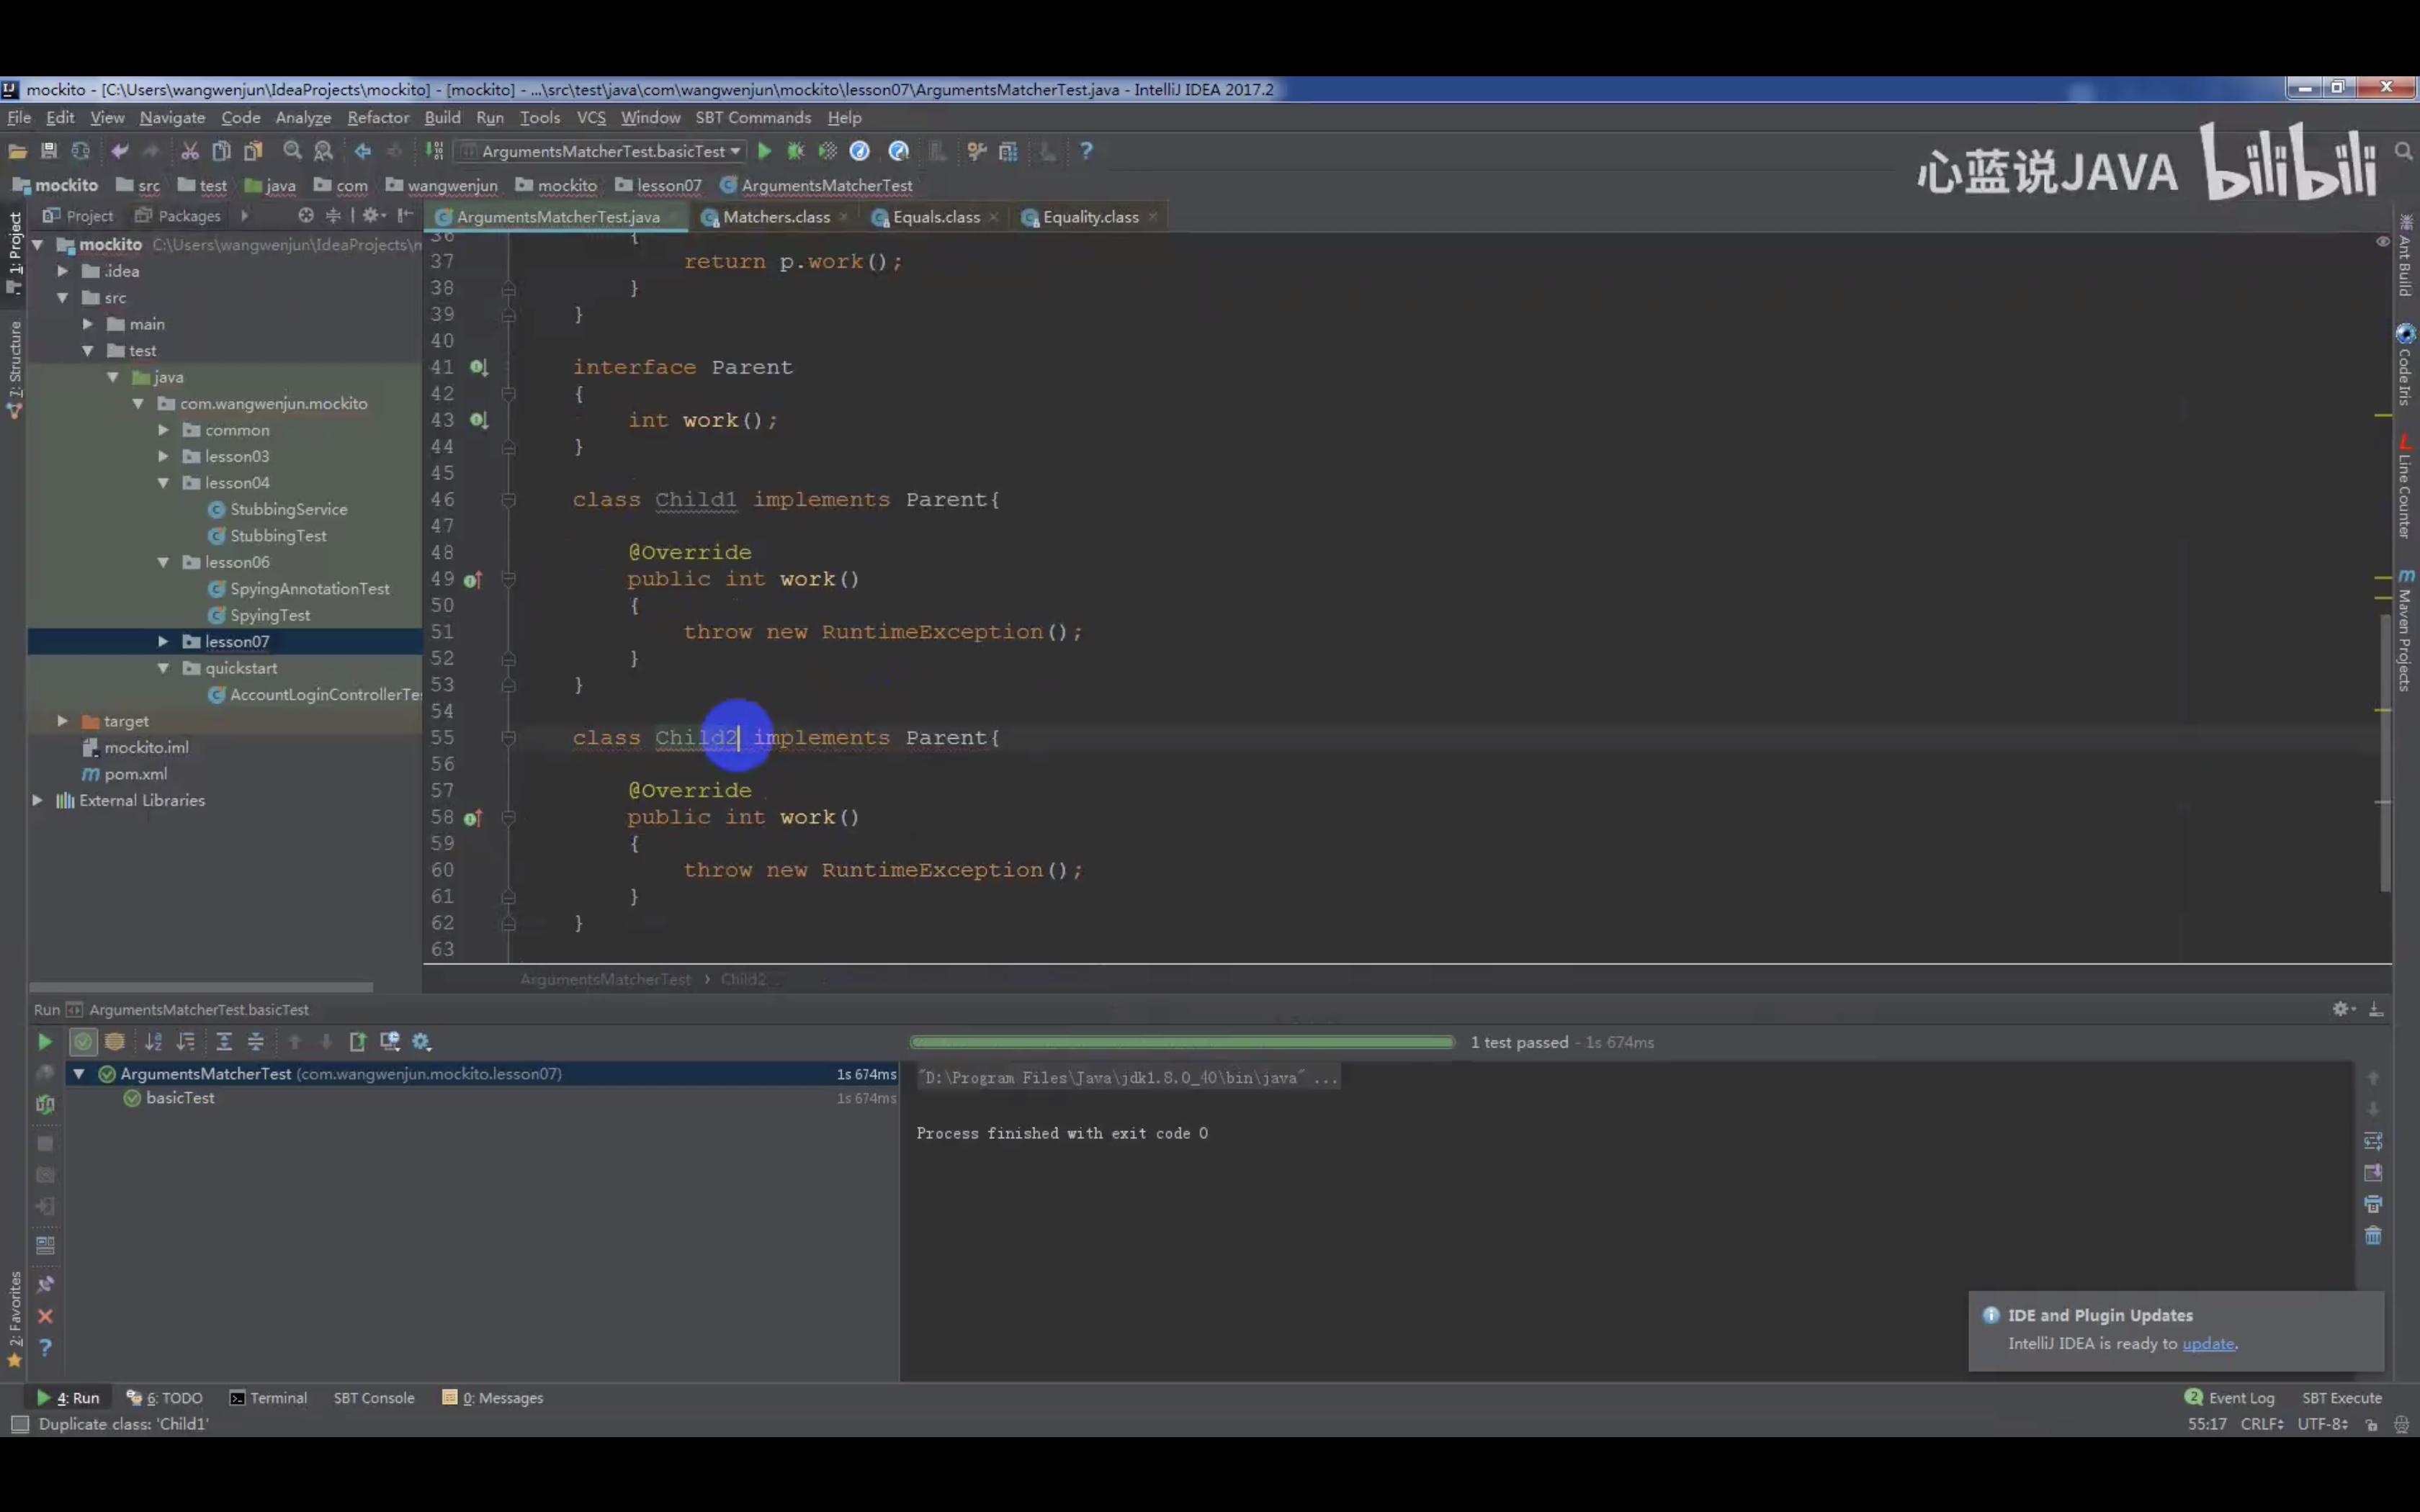 mockito - [C:\Users\wangwenjun\IdeaProjects\mockito] - [mockito] - ...\src\test\java\com\wangwenjun\mockito\lesson07\ArgumentsMatcherTest.java - IntelliJ IDEA 2017.2
File Edit View Navigate Code Analyze Refactor Build Run Tools VCS Window SBT Commands Help
ArgumentsMatcherTest.basicTest
心蓝说JAVA bilibili
mockito src test java com wangwenjun mockito lesson07 ArgumentsMatcherTest
Project Packages
ArgumentsMatcherTest.java Matchers.class Equals.class Equality.class
1: Project
7: Structure
2: Favorites
mockito C:\Users\wangwenjun\IdeaProjects\m
.idea
src
main
test
java
com.wangwenjun.mockito
common
lesson03
lesson04
StubbingService
StubbingTest
lesson06
SpyingAnnotationTest
SpyingTest
lesson07
quickstart
AccountLoginControllerTe
target
mockito.iml
pom.xml
External Libraries
36 {
37 return p.work();
38 }
39 }
40
41 interface Parent
42 {
43 int work();
44 }
45
46 class Child1 implements Parent{
47
48 @Override
49 public int work()
50 {
51 throw new RuntimeException();
52 }
53 }
54
55 class Child2 implements Parent{
56
57 @Override
58 public int work()
59 {
60 throw new RuntimeException();
61 }
62 }
63
ArgumentsMatcherTest › Child2
Ant Build
Code Iris
Line Counter
Maven Projects
Run ArgumentsMatcherTest.basicTest
1 test passed - 1s 674ms
ArgumentsMatcherTest (com.wangwenjun.mockito.lesson07) 1s 674ms
basicTest 1s 674ms
"D:\Program Files\Java\jdk1.8.0_40\bin\java" ...
Process finished with exit code 0
IDE and Plugin Updates
IntelliJ IDEA is ready to update.
4: Run 6: TODO Terminal SBT Console 0: Messages
2 Event Log SBT Execute
Duplicate class: 'Child1'
55:17 CRLF UTF-8